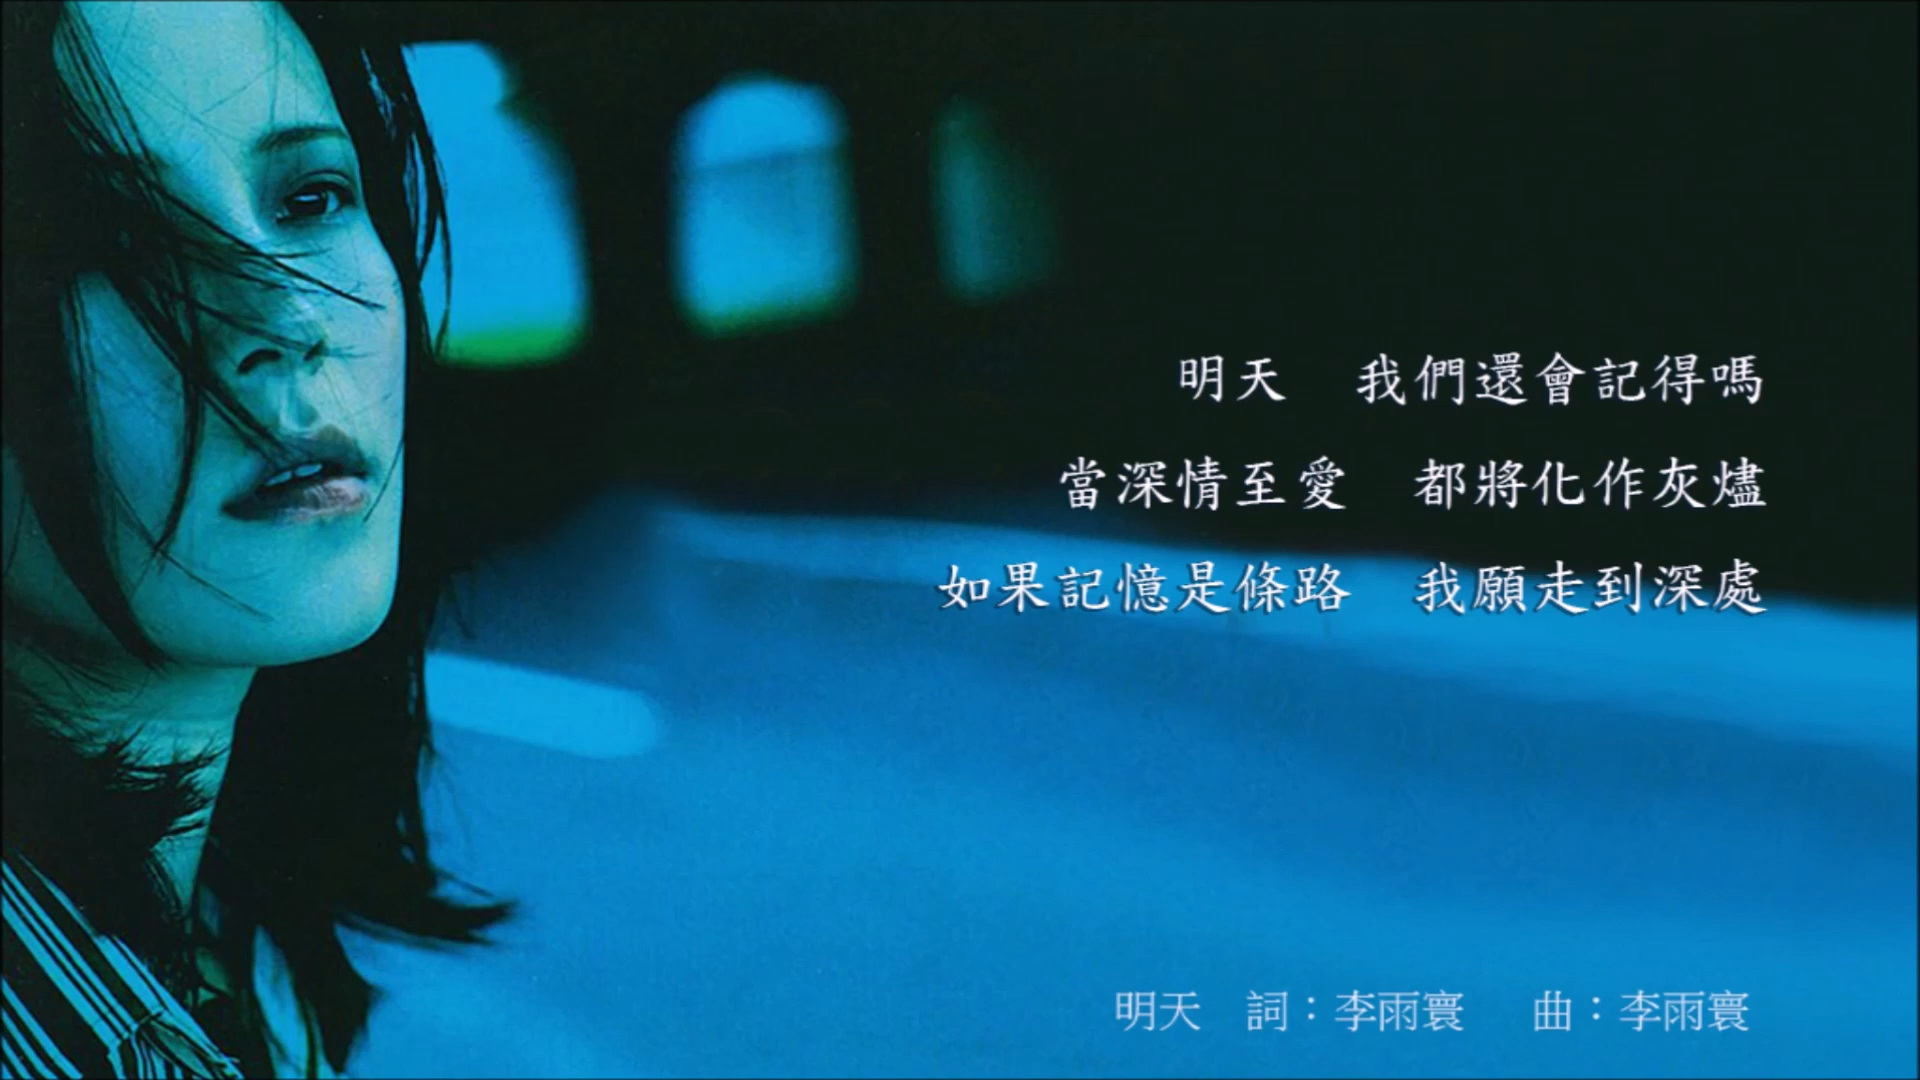 明天　我們還會記得嗎
當深情至愛　都將化作灰燼
如果記憶是條路　我願走到深處
明天　詞：李雨寰　曲：李雨寰